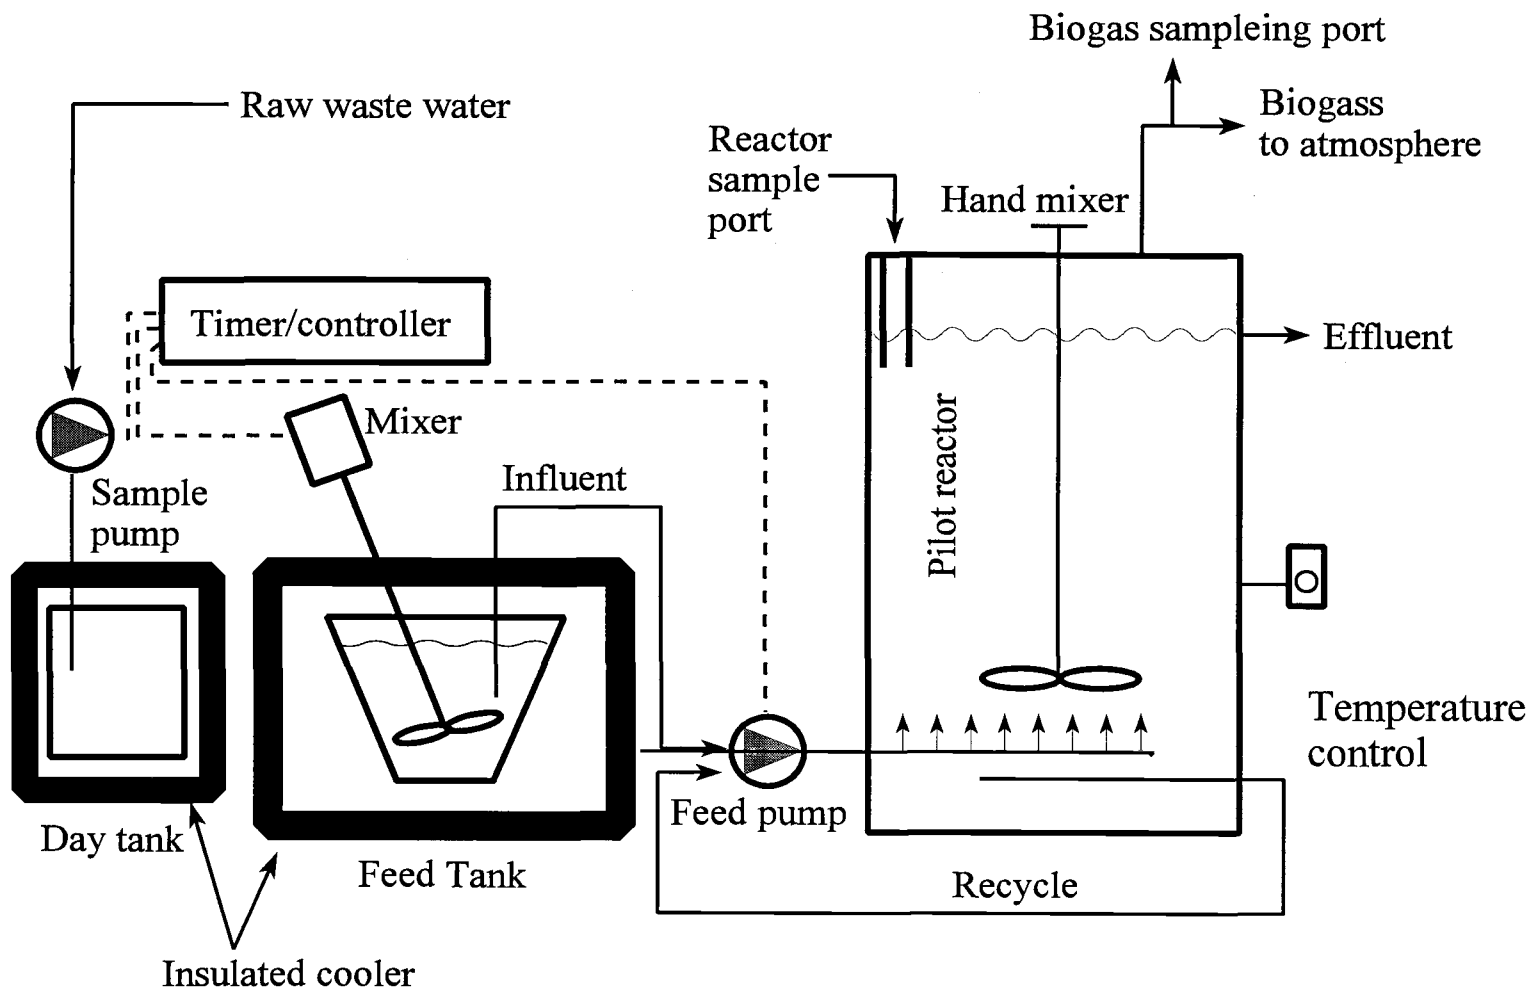 Biogas sampleing port
Raw waste water
Biogass
to atmosphere
Reactor
sample
port
Hand mixer
Timer/controller
Effluent
Mixer
Pilot reactor
Influent
Sample
pump
Temperature
control
Feed pump
Day tank
Feed Tank
Recycle
Insulated cooler